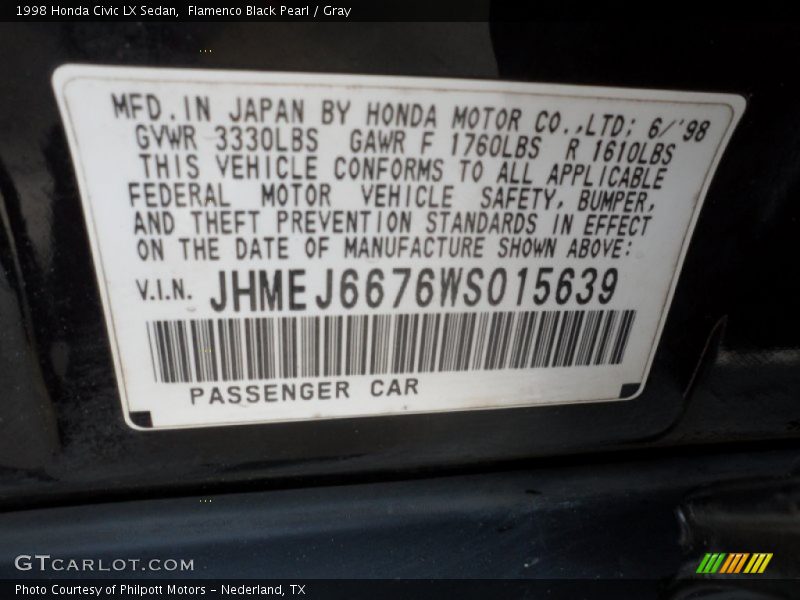 1998 Honda Civic LX Sedan,  Flamenco Black Pearl / Gray
MFD.IN JAPAN BY HONDA MOTOR CO.,LTD; 6/'98
GVWR 3330LBS GAWR F 1760LBS R 1610LBS
THIS VEHICLE CONFORMS TO ALL APPLICABLE
FEDERAL MOTOR VEHICLE SAFETY, BUMPER,
AND THEFT PREVENTION STANDARDS IN EFFECT
ON THE DATE OF MANUFACTURE SHOWN ABOVE:
V.I.N. JHMEJ6676WS015639
PASSENGER CAR
GTCARLOT.COM
Photo Courtesy of Philpott Motors - Nederland, TX